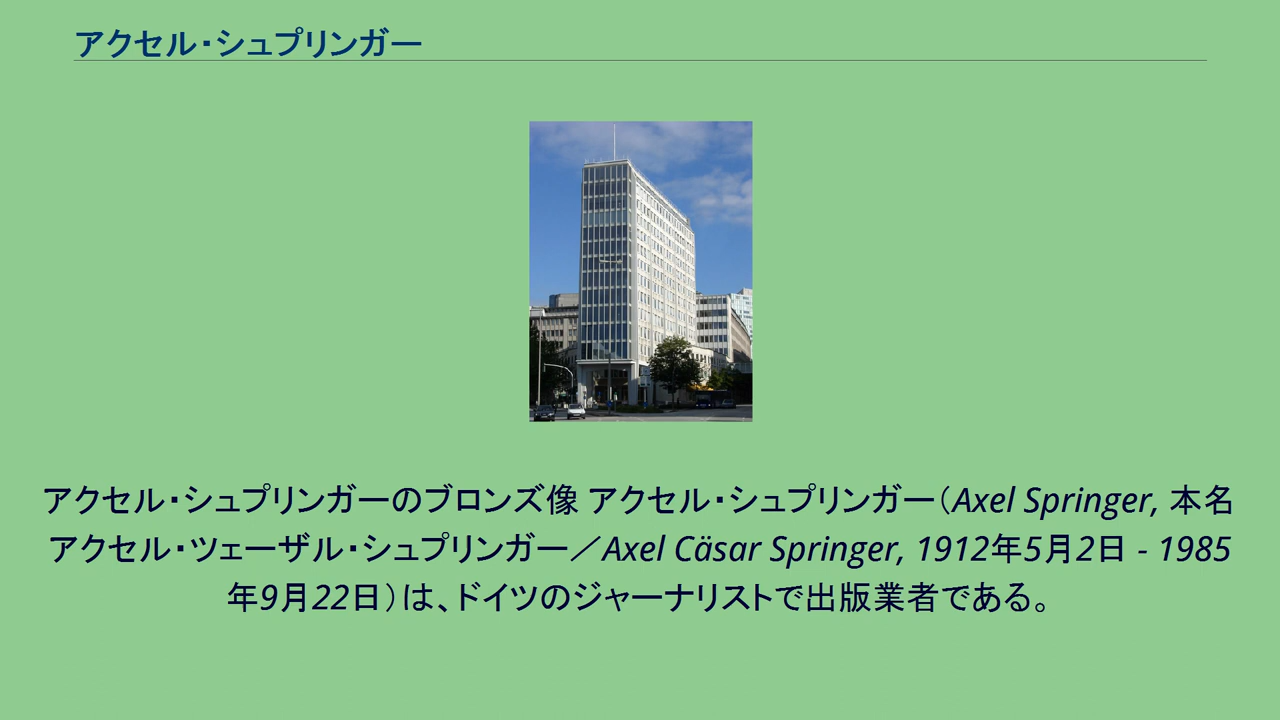 アクセル・シュプリンガー
アクセル・シュプリンガーのブロンズ像 アクセル・シュプリンガー（Axel Springer, 本名
アクセル・ツェーザル・シュプリンガー／Axel Cäsar Springer, 1912年5月2日 - 1985
年9月22日）は、ドイツのジャーナリストで出版業者である。